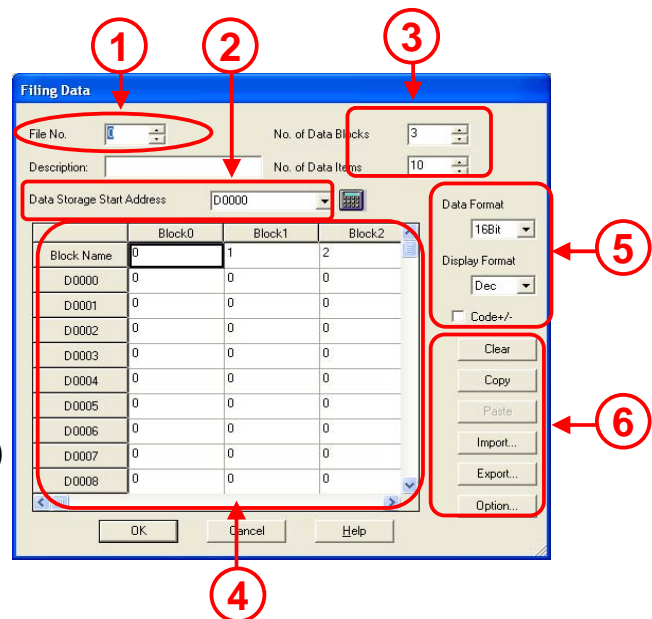 1 2 3
Filing Data
File No. 0 No. of Data Blocks 3
Description: No. of Data Items 10
Data Storage Start Address D0000
Data Format
16Bit
Display Format
Dec
Code+/-
5
Block0 Block1 Block2
Block Name 0 1 2
D0000 0 0 0
D0001 0 0 0
D0002 0 0 0
D0003 0 0 0
D0004 0 0 0
D0005 0 0 0
D0006 0 0 0
D0007 0 0 0
D0008 0 0 0
Clear
Copy
Paste
Import...
Export...
Option...
6
OK Cancel Help
4